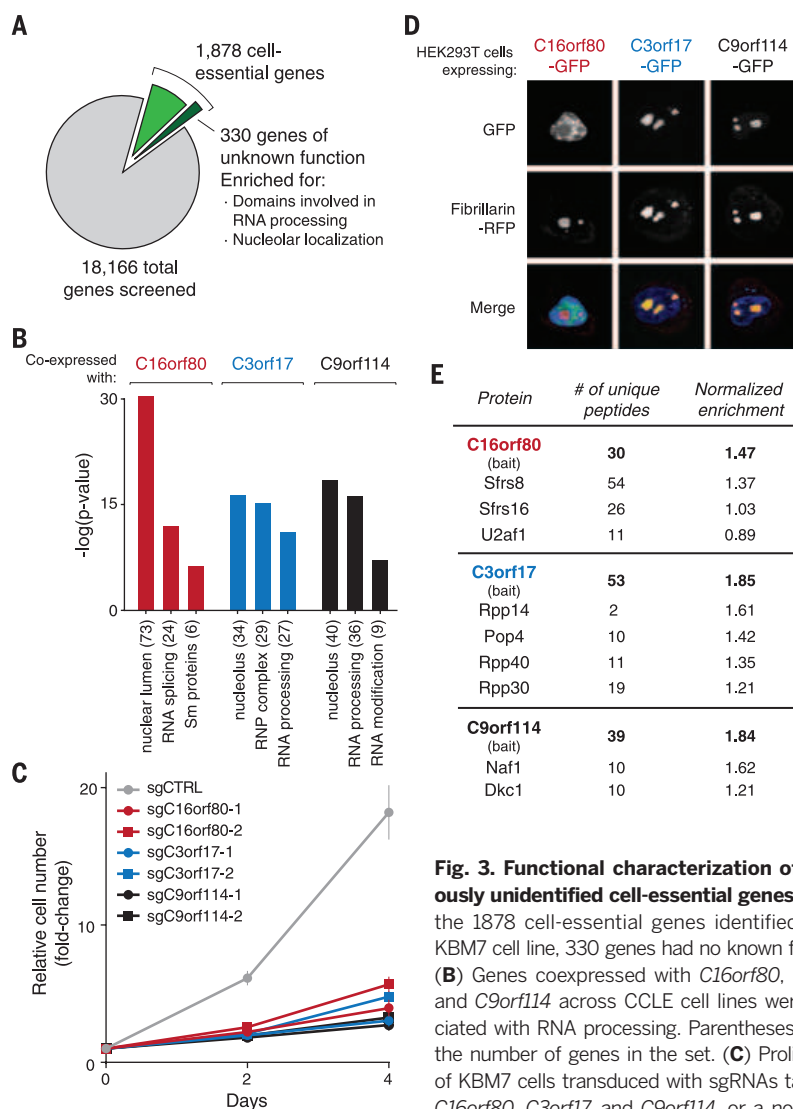 A
1,878 cell-
essential genes
330 genes of
unknown function
Enriched for:
· Domains involved in
RNA processing
· Nucleolar localization
18,166 total
genes screened
B
Co-expressed
with:
C16orf80
C3orf17
C9orf114
30
15
0
-log(p-value)
nuclear lumen (73)
RNA splicing (24)
Sm proteins (6)
nucleolus (34)
RNP complex (29)
RNA processing (27)
nucleolus (40)
RNA processing (36)
RNA modification (9)
C
20
10
0
Relative cell number
(fold-change)
sgCTRL
sgC16orf80-1
sgC16orf80-2
sgC3orf17-1
sgC3orf17-2
sgC9orf114-1
sgC9orf114-2
0
2
4
Days
D
HEK293T cells
expressing:
C16orf80
-GFP
C3orf17
-GFP
C9orf114
-GFP
GFP
Fibrillarin
-RFP
Merge
E
Protein
# of unique
peptides
Normalized
enrichment
C16orf80 30 1.47
(bait)
Sfrs8 54 1.37
Sfrs16 26 1.03
U2af1 11 0.89
C3orf17 53 1.85
(bait)
Rpp14 2 1.61
Pop4 10 1.42
Rpp40 11 1.35
Rpp30 19 1.21
C9orf114 39 1.84
(bait)
Naf1 10 1.62
Dkc1 10 1.21
Fig. 3. Functional characterization of
ously unidentified cell-essential genes.
the 1878 cell-essential genes identified
KBM7 cell line, 330 genes had no known f
(B) Genes coexpressed with C16orf80,
and C9orf114 across CCLE cell lines were
ciated with RNA processing. Parentheses
the number of genes in the set. (C) Proli
of KBM7 cells transduced with sgRNAs ta
C16orf80, C3orf17 and C9orf114, or a no